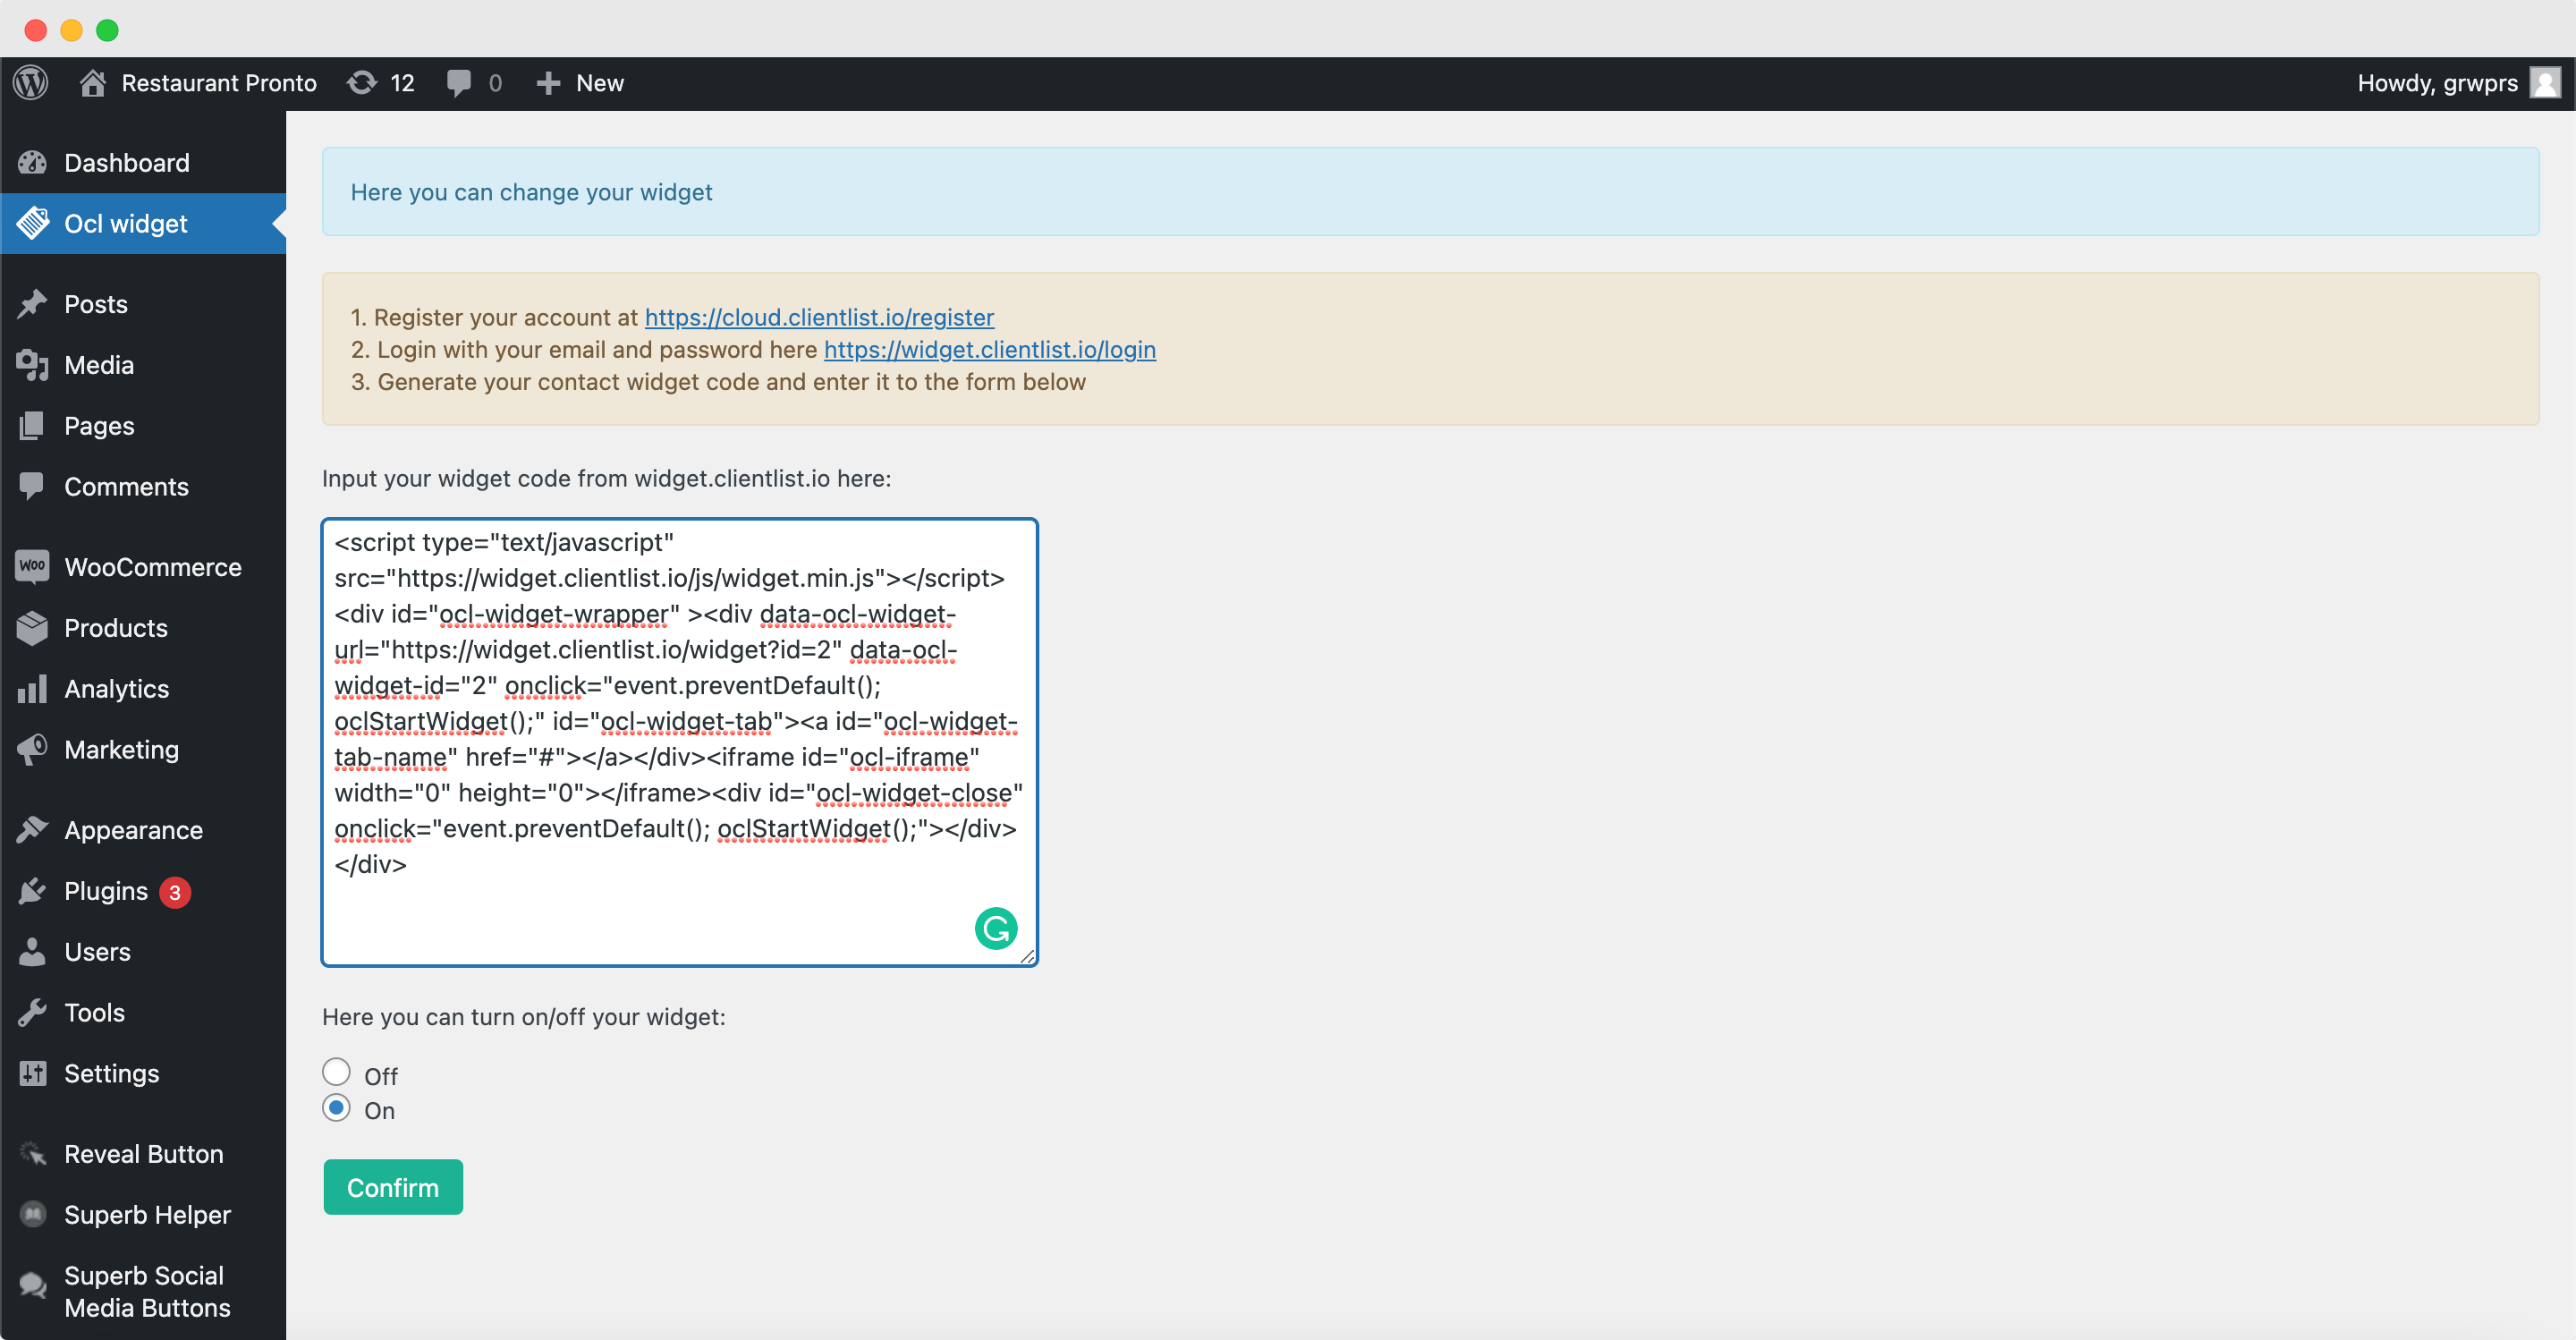 Restaurant Pronto 12 0 New Howdy, grwprs
Dashboard
Ocl widget
Posts
Media
Pages
Comments
WooCommerce
Products
Analytics
Marketing
Appearance
Plugins 3
Users
Tools
Settings
Reveal Button
Superb Helper
Superb Social
Media Buttons
Here you can change your widget
1. Register your account at https://cloud.clientlist.io/register
2. Login with your email and password here https://widget.clientlist.io/login
3. Generate your contact widget code and enter it to the form below
Input your widget code from widget.clientlist.io here:
<script type="text/javascript"
src="https://widget.clientlist.io/js/widget.min.js"></script>
<div id="ocl-widget-wrapper" ><div data-ocl-widget-
url="https://widget.clientlist.io/widget?id=2" data-ocl-
widget-id="2" onclick="event.preventDefault();
oclStartWidget();" id="ocl-widget-tab"><a id="ocl-widget-
tab-name" href="#"></a></div><iframe id="ocl-iframe"
width="0" height="0"></iframe><div id="ocl-widget-close"
onclick="event.preventDefault(); oclStartWidget();"></div>
</div>
Here you can turn on/off your widget:
Off
On
Confirm